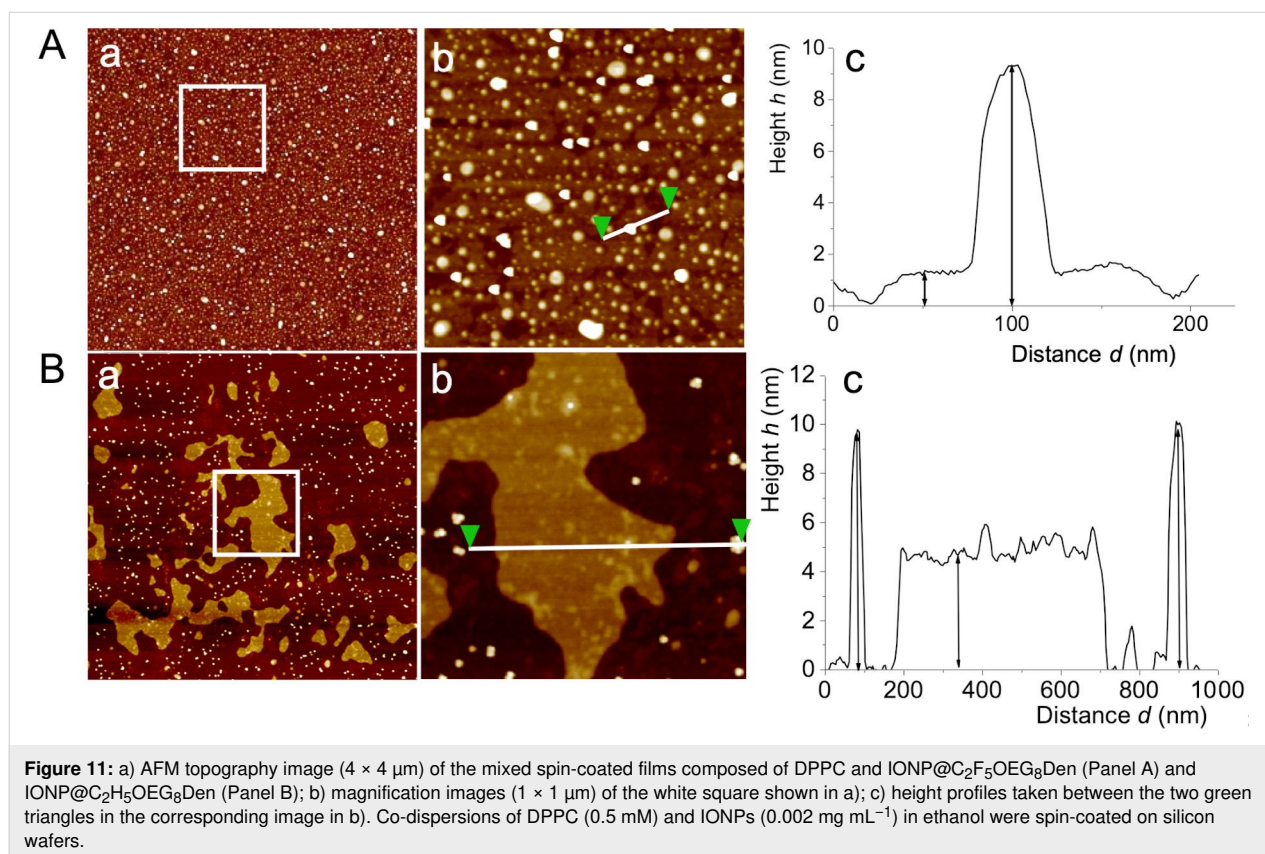 A
a
b
c
Height h (nm)
10
8
6
4
2
0
0
100
200
Distance d (nm)
B
a
b
c
Height h (nm)
12
10
8
6
4
2
0
0
200
400
600
800
1000
Distance d (nm)
Figure 11: a) AFM topography image (4 × 4 μm) of the mixed spin-coated films composed of DPPC and IONP@C₂F₅OEG₈Den (Panel A) and
IONP@C₂H₅OEG₈Den (Panel B); b) magnification images (1 × 1 μm) of the white square shown in a); c) height profiles taken between the two green
triangles in the corresponding image in b). Co-dispersions of DPPC (0.5 mM) and IONPs (0.002 mg mL⁻¹) in ethanol were spin-coated on silicon
wafers.